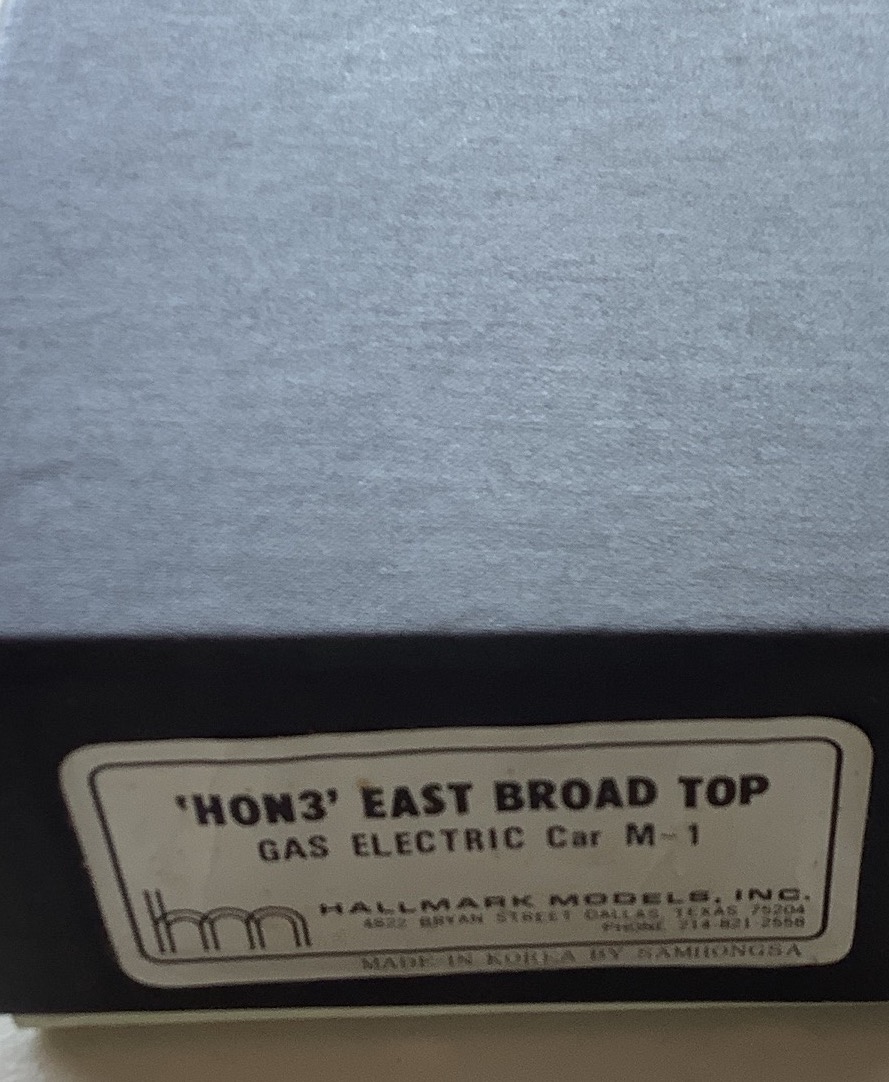 'HON3' EAST BROAD TOP
GAS ELECTRIC Car M-1
hm
HALLMARK MODELS, INC.
4822 BRYAN STREET DALLAS, TEXAS 75204
PHONE 214-821-2558
MADE IN KOREA BY SAMHONGSA